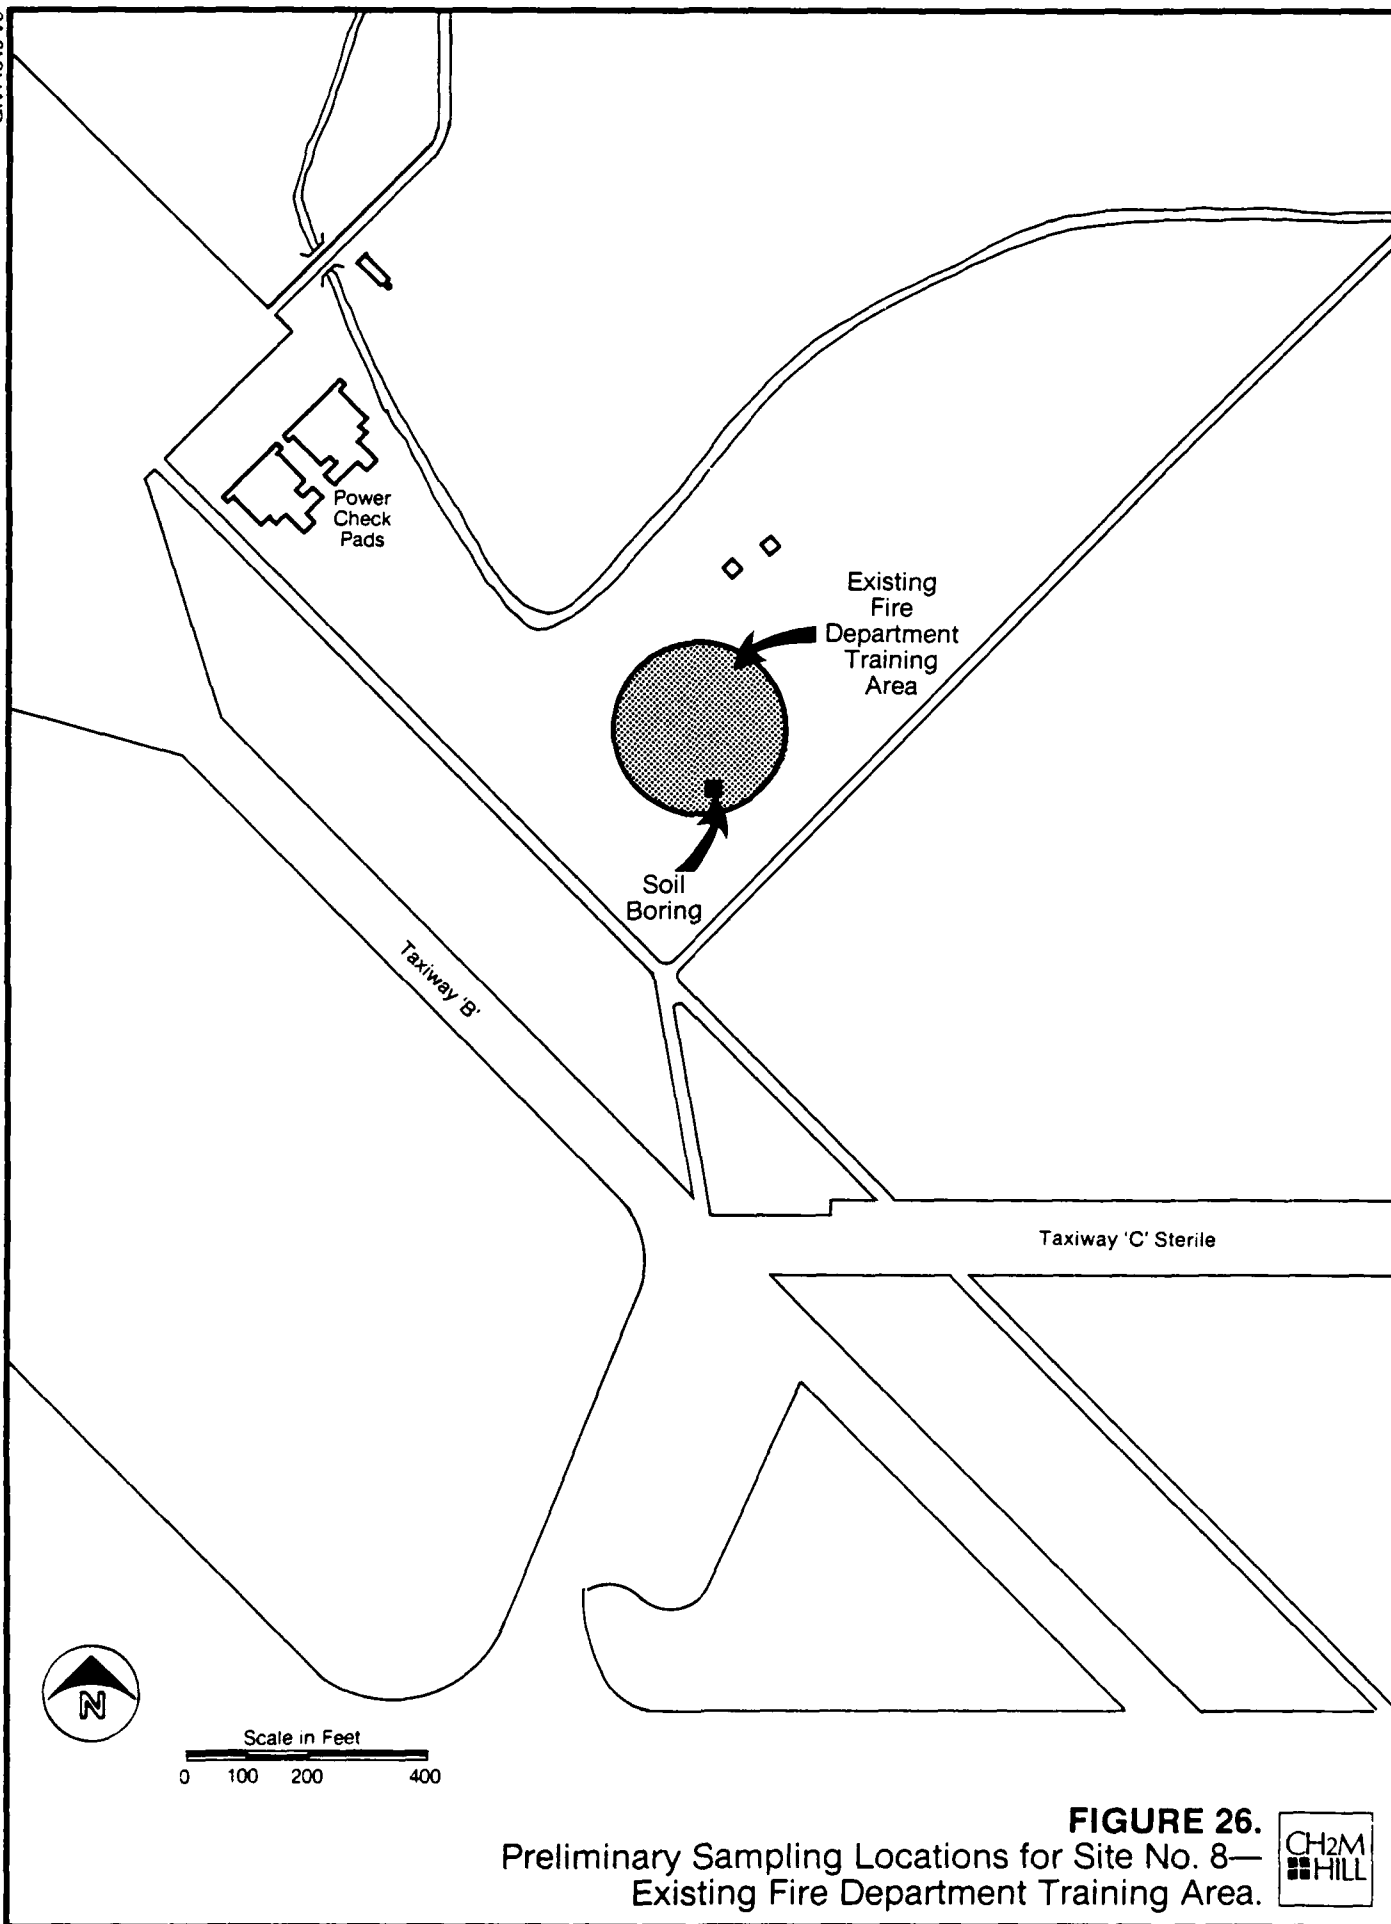 Power
Check
Pads
Existing
Fire
Department
Training
Area
Soil
Boring
Taxiway 'B'
Taxiway 'C' Sterile
N
Scale in Feet
0 100 200 400
FIGURE 26.
Preliminary Sampling Locations for Site No. 8—
Existing Fire Department Training Area.
CH2M
HILL